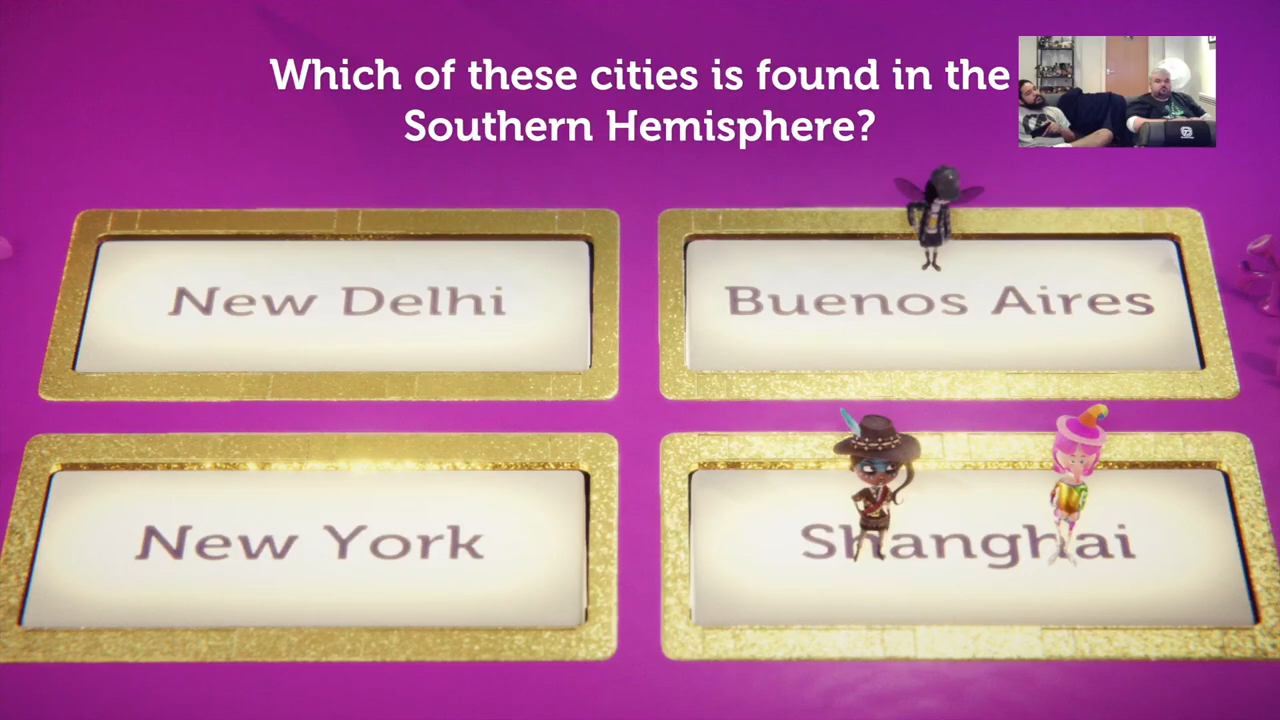 Which of these cities is found in the
Southern Hemisphere?
New Delhi
Buenos Aires
New York
Shanghai